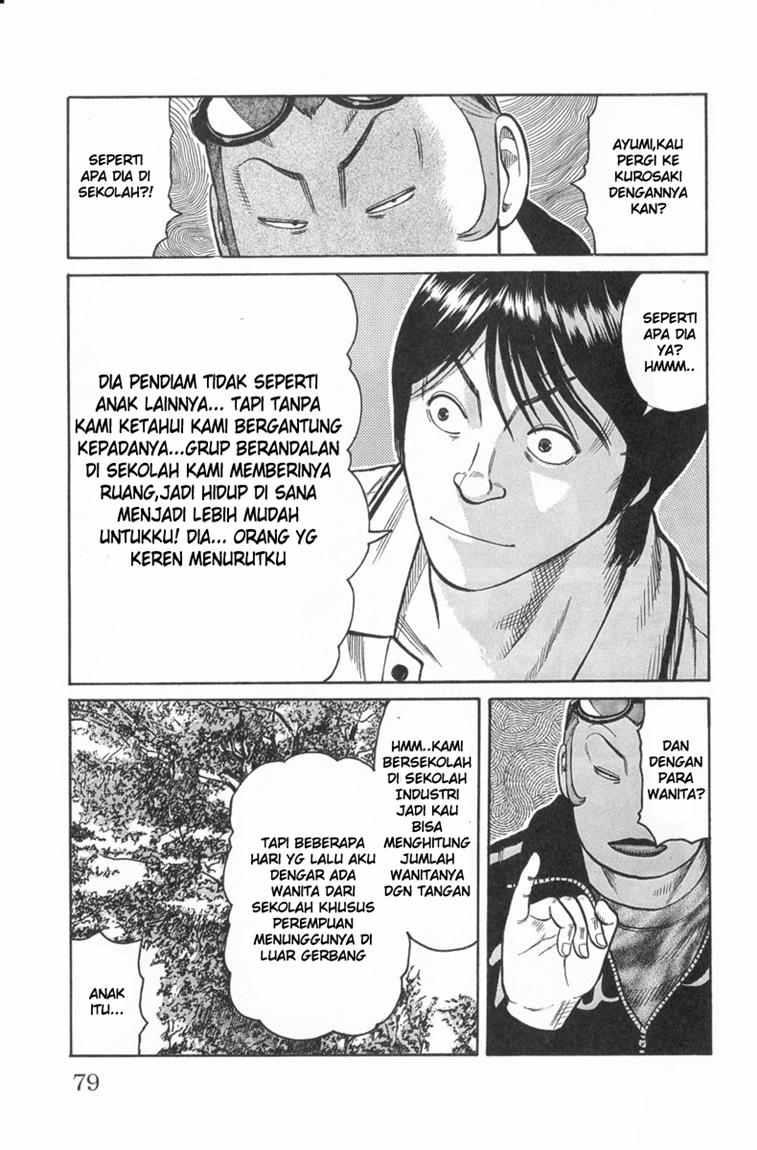 AYUMI,KAU
PERGI KE
KUROSAKI
DENGANNYA
KAN?
SEPERTI
APA DIA DI
SEKOLAH?!
SEPERTI
APA DIA
YA?
HMMM..
DIA PENDIAM TIDAK SEPERTI
ANAK LAINNYA... TAPI TANPA
KAMI KETAHUI KAMI BERGANTUNG
KEPADANYA...GRUP BERANDALAN
DI SEKOLAH KAMI MEMBERINYA
RUANG,JADI HIDUP DI SANA
MENJADI LEBIH MUDAH
UNTUKKU! DIA... ORANG YG
KEREN MENURUTKU
DAN
DENGAN
PARA
WANITA?
HMM..KAMI
BERSEKOLAH
DI SEKOLAH
INDUSTRI
JADI KAU
BISA
MENGHITUNG
JUMLAH
WANITANYA
DGN TANGAN
TAPI BEBERAPA
HARI YG LALU AKU
DENGAR ADA
WANITA DARI
SEKOLAH KHUSUS
PEREMPUAN
MENUNGGUNYA DI
LUAR GERBANG
ANAK
ITU...
79